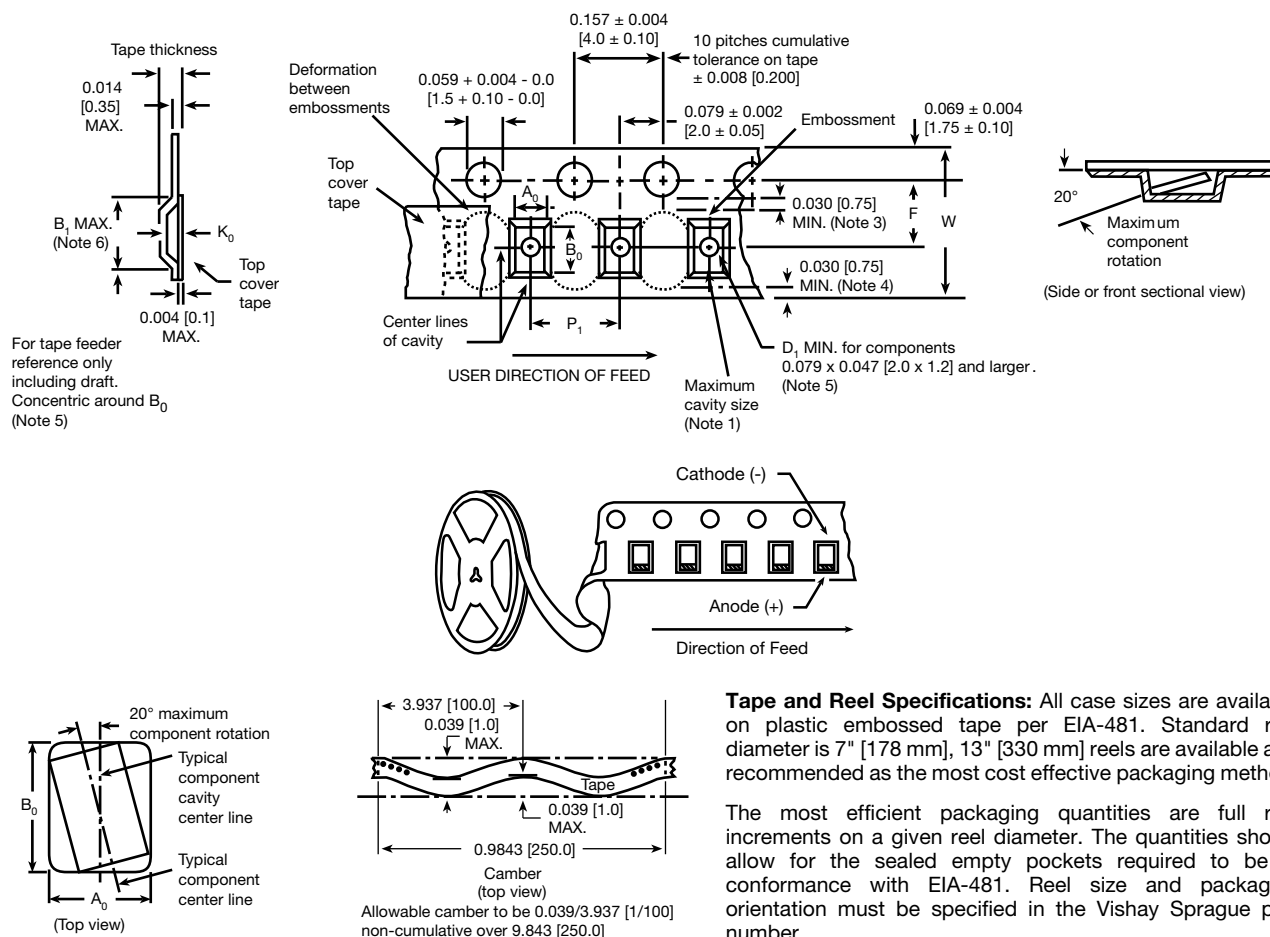 Tape thickness
0.014
[0.35]
MAX.
B1 MAX.
(Note 6)
K0
Top
cover
tape
0.004 [0.1]
MAX.
For tape feeder
reference only
including draft.
Concentric around B0
(Note 5)
Deformation
between
embossments
Top
cover
tape
0.059 + 0.004 - 0.0
[1.5 + 0.10 - 0.0]
0.157 ± 0.004
[4.0 ± 0.10]
10 pitches cumulative
tolerance on tape
± 0.008 [0.200]
0.079 ± 0.002
[2.0 ± 0.05]
Embossment
0.069 ± 0.004
[1.75 ± 0.10]
A0
B0
0.030 [0.75]
MIN. (Note 3)
F
W
0.030 [0.75]
MIN. (Note 4)
Center lines
of cavity
P1
USER DIRECTION OF FEED
Maximum
cavity size
(Note 1)
D1 MIN. for components
0.079 x 0.047 [2.0 x 1.2] and larger.
(Note 5)
20°
Maximum
component
rotation
(Side or front sectional view)
Cathode (-)
Anode (+)
Direction of Feed
20° maximum
component rotation
Typical
component
cavity
center line
B0
A0
Typical
component
center line
(Top view)
3.937 [100.0]
0.039 [1.0]
MAX.
Tape
0.039 [1.0]
MAX.
0.9843 [250.0]
Camber
(top view)
Allowable camber to be 0.039/3.937 [1/100]
non-cumulative over 9.843 [250.0]
Tape and Reel Specifications: All case sizes are
on plastic embossed tape per EIA-481. Standard
diameter is 7" [178 mm], 13" [330 mm] reels are available
recommended as the most cost effective packaging
The most efficient packaging quantities are full
increments on a given reel diameter. The quantities
allow for the sealed empty pockets required to be
conformance with EIA-481. Reel size and
orientation must be specified in the Vishay Sprague
number.